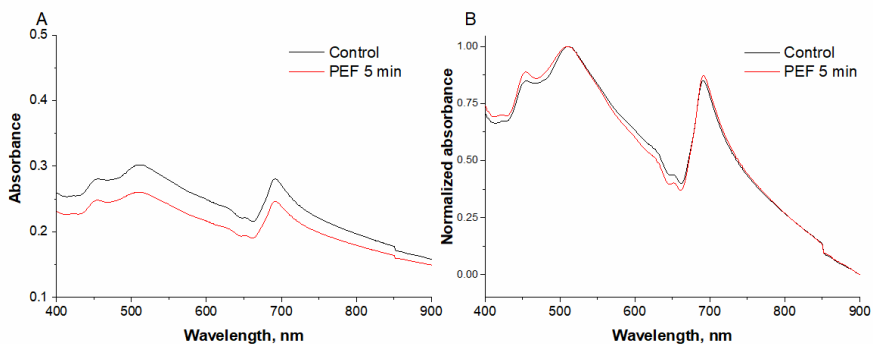 A
0.5
0.4
0.3
0.2
0.1
Absorbance
400 500 600 700 800 900
Wavelength, nm
Control
PEF 5 min
B
1.00
0.75
0.50
0.25
0.00
Normalized absorbance
400 500 600 700 800 900
Wavelength, nm
Control
PEF 5 min